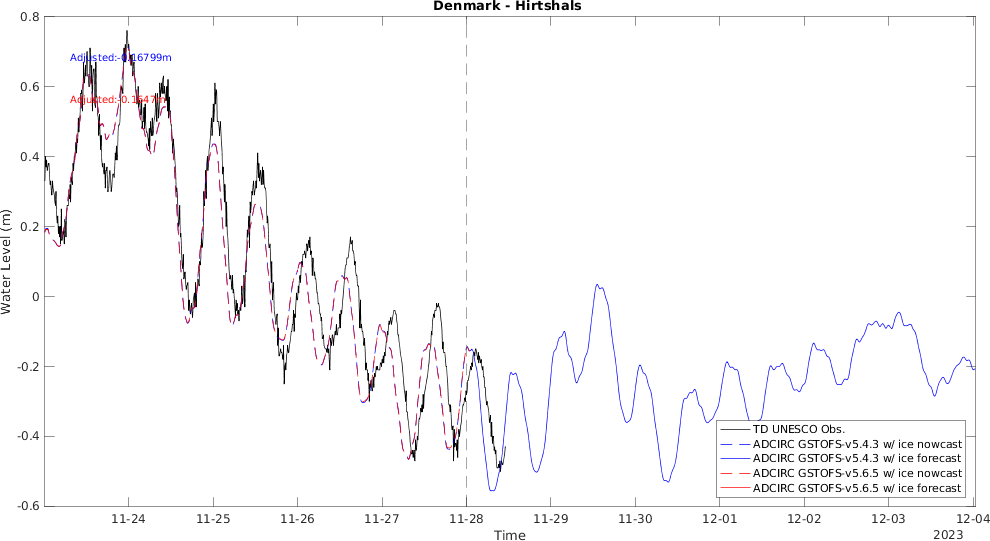 Denmark - Hirtshals
Adjusted:-0.16799m
Adjusted:-0.1647m
Water Level (m)
0.8
0.6
0.4
0.2
0
-0.2
-0.4
-0.6
11-24
11-25
11-26
11-27
11-28
11-29
11-30
12-01
12-02
12-03
12-04
Time
2023
TD UNESCO Obs.
ADCIRC GSTOFS-v5.4.3 w/ ice nowcast
ADCIRC GSTOFS-v5.4.3 w/ ice forecast
ADCIRC GSTOFS-v5.6.5 w/ ice nowcast
ADCIRC GSTOFS-v5.6.5 w/ ice forecast